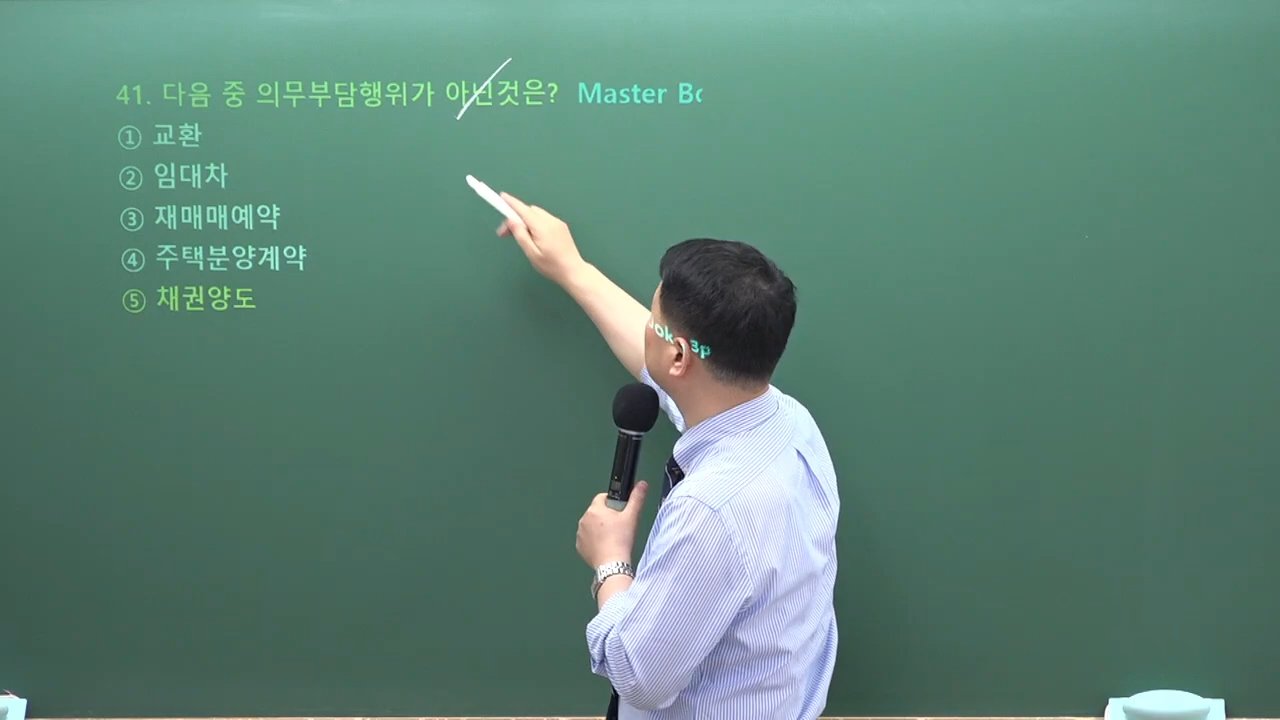 41. 다음 중 의무부담행위가 아닌것은? Master Bo ok 3p
① 교환
② 임대차
③ 재매매예약
④ 주택분양계약
⑤ 채권양도